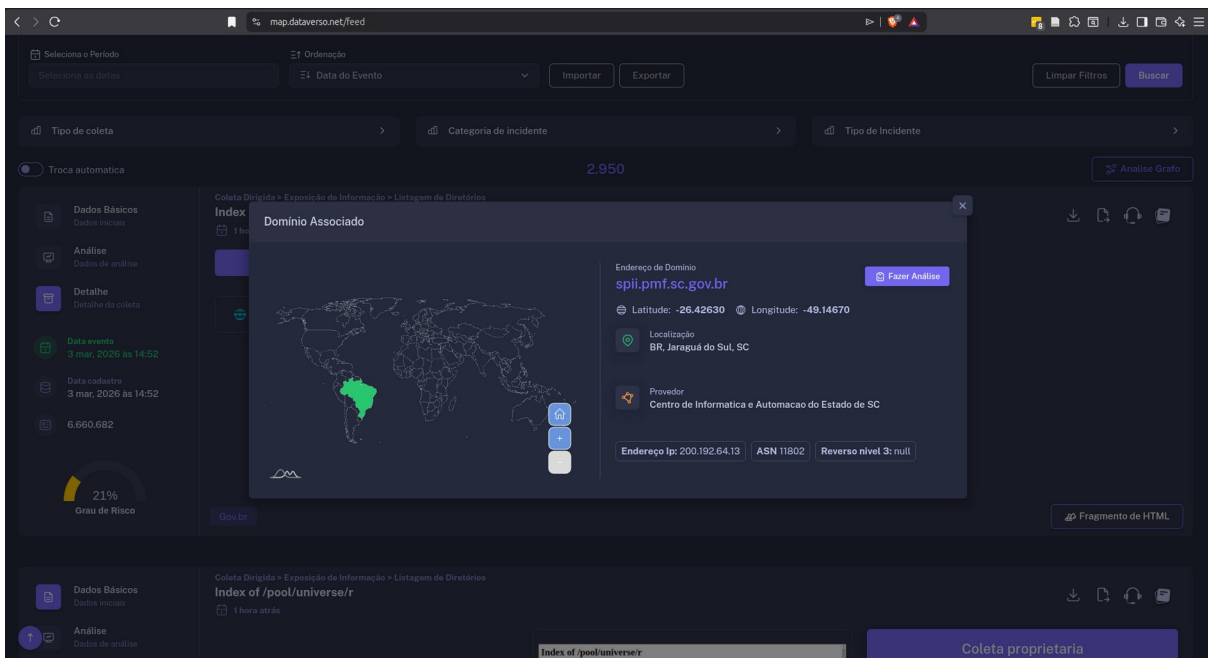 map.dataverso.net/feed
Seleciona o Período
Seleciona as datas
Ordenação
Data do Evento
Importar
Exportar
Limpar Filtros
Buscar
Tipo de coleta
Categoria de incidente
Tipo de Incidente
Troca automatica
2.950
Analise Grafo
Dados Básicos
Dados iniciais
Análise
Dados de análise
Detalhe
Detalhe da coleta
Data evento
3 mar, 2026 às 14:52
Data cadastro
3 mar, 2026 às 14:52
6.660.682
21%
Grau de Risco
Coleta Dirigida > Exposição de Informação > Listagem de Diretórios
Index
1 ho
Domínio Associado
Endereço de Domínio
spii.pmf.sc.gov.br
Fazer Análise
Latitude: -26.42630 Longitude: -49.14670
Localização
BR, Jaraguá do Sul, SC
Provedor
Centro de Informatica e Automacao do Estado de SC
Endereço Ip: 200.192.64.13 ASN 11802 Reverso nivel 3: null
Gov.br
Fragmento de HTML
Dados Básicos
Dados iniciais
Análise
Dados de análise
Coleta Dirigida > Exposição de Informação > Listagem de Diretórios
Index of /pool/universe/r
1 hora atrás
Index of /pool/universe/r
Coleta proprietaria